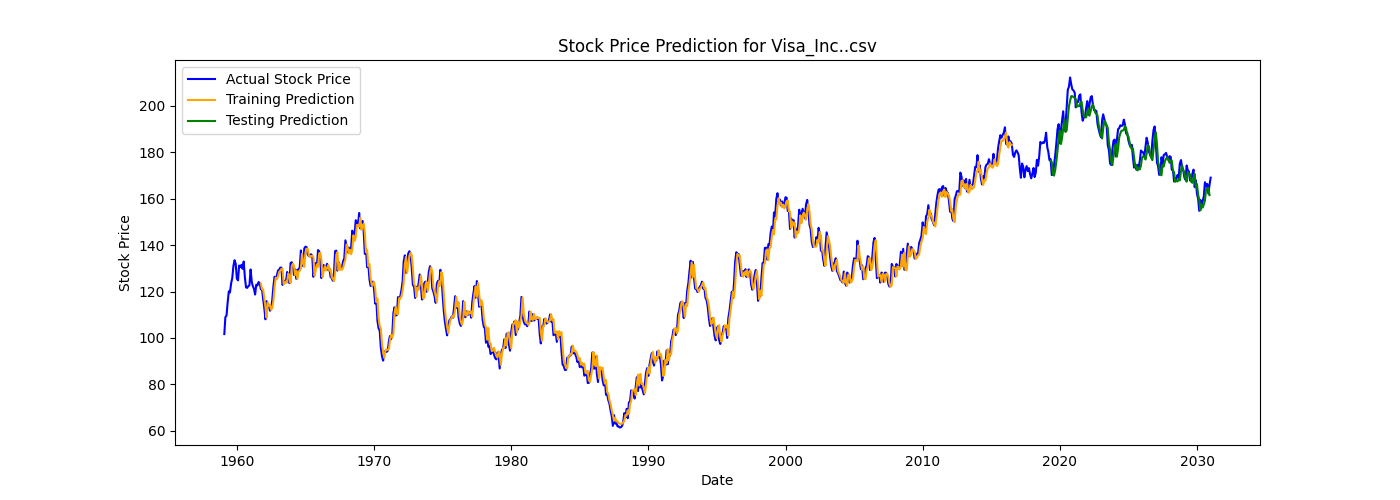 Stock Price Prediction for Visa_Inc..csv
Actual Stock Price
Training Prediction
Testing Prediction
Stock Price
200
180
160
140
120
100
80
60
1960 1970 1980 1990 2000 2010 2020 2030
Date